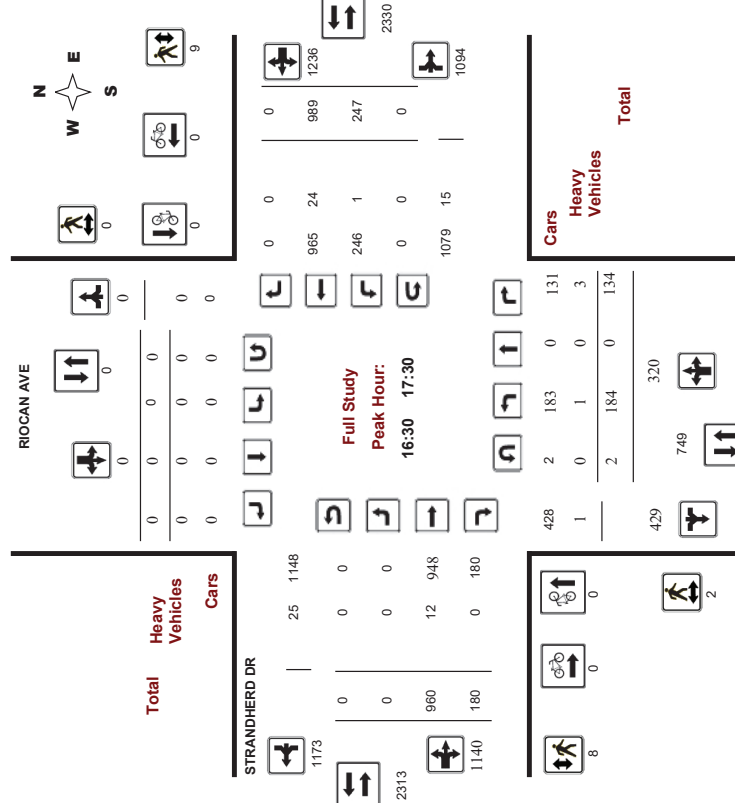 RIOCAN AVE
N
W E
S
0
0
0
0
0
9
0
0
0 0 0 0
0 0 0 0 0
0 0 0 0 0
Total
Heavy
Vehicles
Cars
STRANDHERD DR
1173
2313
1140
25 1148
0 0 0
0 0 0
960 12 948
180 0 180
Full Study
Peak Hour:
16:30 17:30
0 0 0
965 24 989
246 1 247
0 0 0
1079 15
1236
2330
1094
Cars
Heavy
Vehicles
Total
428 2 183 0 131
1 0 1 0 3
2 184 0 134
429
749
320
0
0
8
2